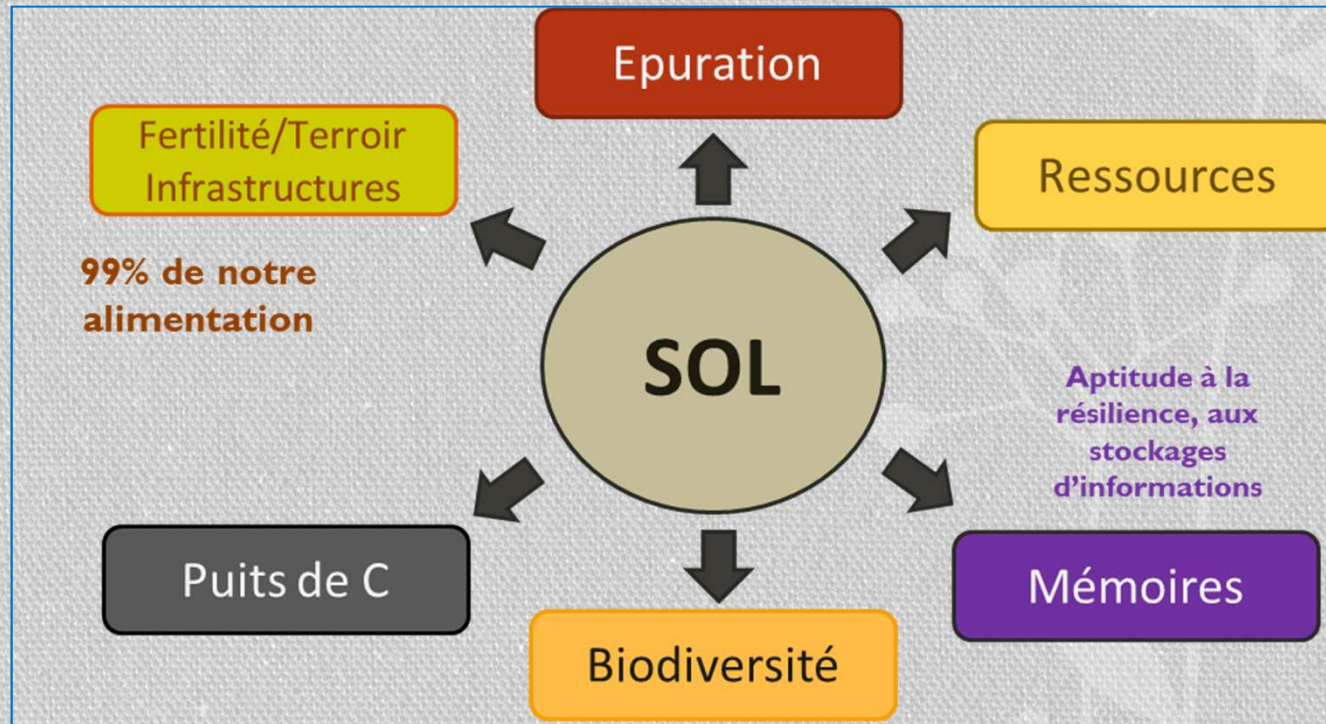 Epuration
Fertilité/Terroir
Infrastructures
Ressources
99% de notre
alimentation
SOL
Aptitude à la
résilience, aux
stockages
d'informations
Puits de C
Mémoires
Biodiversité